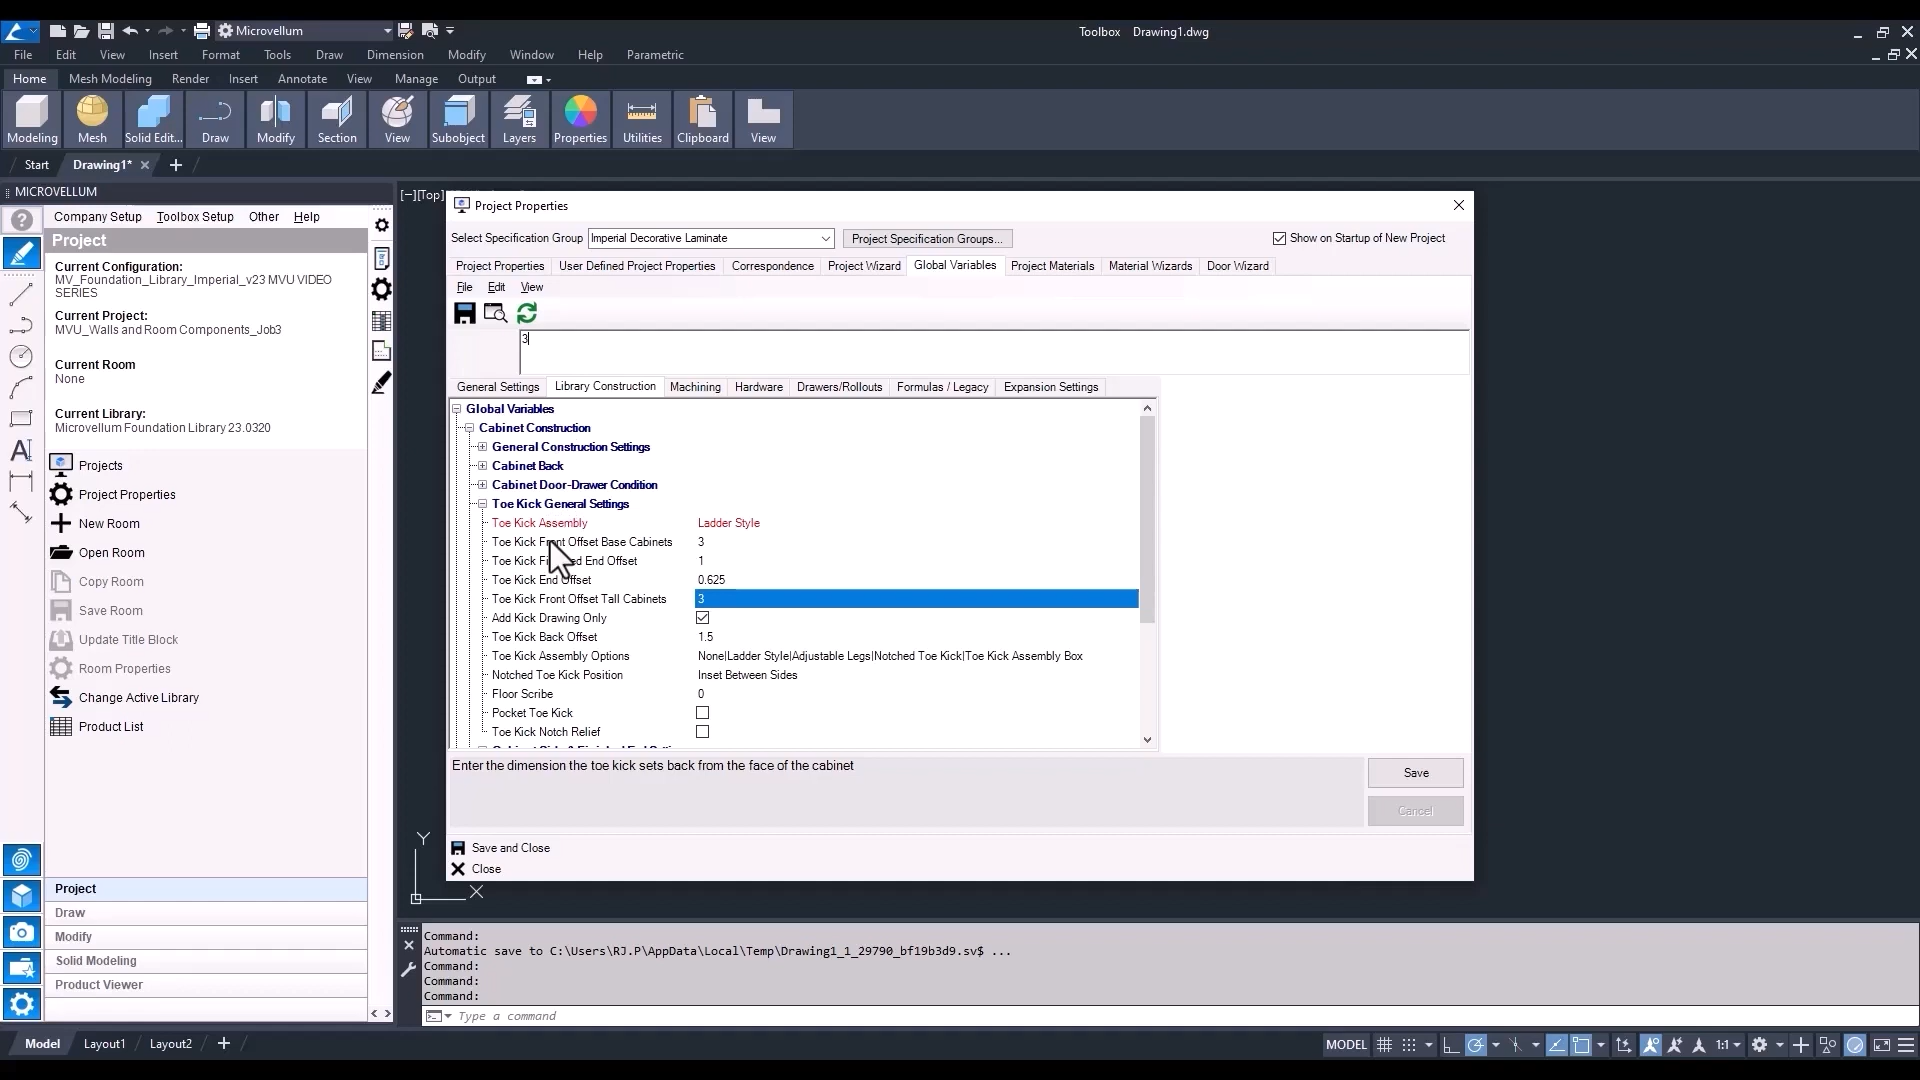 Microvellum
Toolbox Drawing1.dwg
File Edit View Insert Format Tools Draw Dimension Modify Window Help Parametric
Home Mesh Modeling Render Insert Annotate View Manage Output
Modeling Mesh Solid Edit... Draw Modify Section View Subobject Layers Properties Utilities Clipboard View
Start Drawing1*
MICROVELLUM
[−][Top]
Company Setup Toolbox Setup Other Help
Project
Current Configuration:
MV_Foundation_Library_Imperial_v23 MVU VIDEO
SERIES
Current Project:
MVU_Walls and Room Components_Job3
Current Room
None
Current Library:
Microvellum Foundation Library 23.0320
Projects
Project Properties
New Room
Open Room
Copy Room
Save Room
Update Title Block
Room Properties
Change Active Library
Product List
Project
Draw
Modify
Solid Modeling
Product Viewer
Project Properties
Select Specification Group Imperial Decorative Laminate Project Specification Groups... Show on Startup of New Project
Project Properties User Defined Project Properties Correspondence Project Wizard Global Variables Project Materials Material Wizards Door Wizard
File Edit View
3
General Settings Library Construction Machining Hardware Drawers/Rollouts Formulas / Legacy Expansion Settings
Global Variables
Cabinet Construction
General Construction Settings
Cabinet Back
Cabinet Door-Drawer Condition
Toe Kick General Settings
Toe Kick Assembly Ladder Style
Toe Kick Front Offset Base Cabinets 3
Toe Kick End Offset 1
Toe Kick End Offset 0.625
Toe Kick Front Offset Tall Cabinets 3
Add Kick Drawing Only
Toe Kick Back Offset 1.5
Toe Kick Assembly Options None|Ladder Style|Adjustable Legs|Notched Toe Kick|Toe Kick Assembly Box
Notched Toe Kick Position Inset Between Sides
Floor Scribe 0
Pocket Toe Kick
Toe Kick Notch Relief
Enter the dimension the toe kick sets back from the face of the cabinet
Save
Cancel
Save and Close
Close
Y
X
Command:
Automatic save to C:\Users\RJ.P\AppData\Local\Temp\Drawing1_1_29790_bf19b3d9.sv$ ...
Command:
Command:
Command:
Type a command
Model Layout1 Layout2
MODEL 1:1